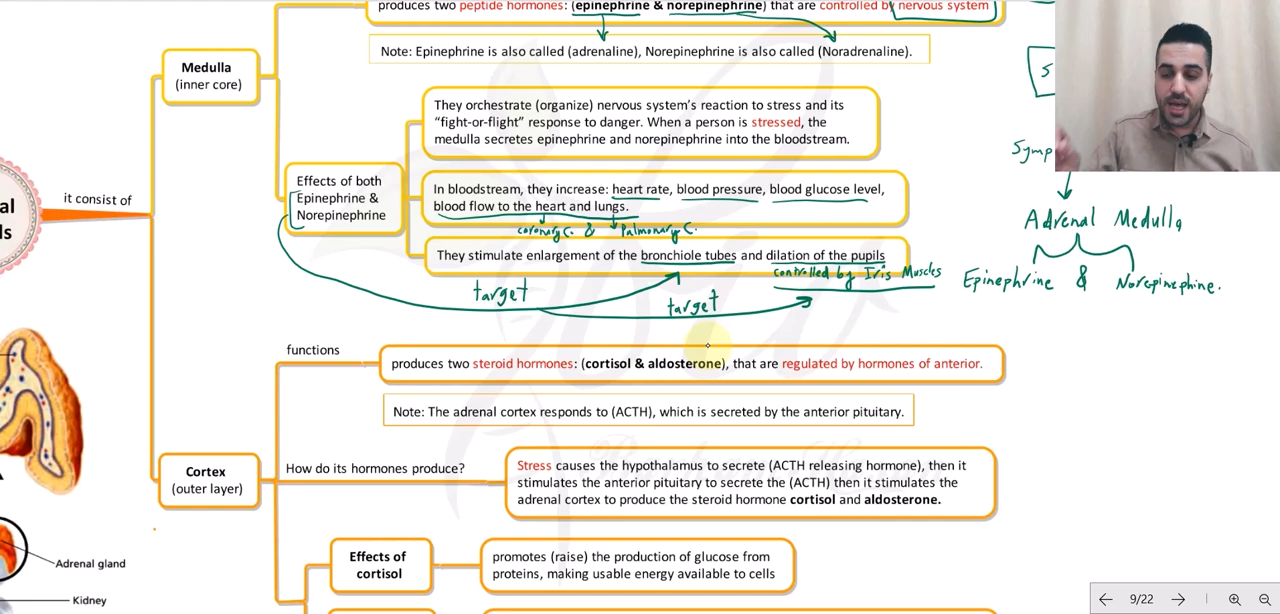 produces two peptide hormones: (epinephrine & norepinephrine) that are controlled by nervous system
Note: Epinephrine is also called (adrenaline), Norepinephrine is also called (Noradrenaline).
Medulla
(inner core)
They orchestrate (organize) nervous system's reaction to stress and its
"fight-or-flight" response to danger. When a person is stressed, the
medulla secretes epinephrine and norepinephrine into the bloodstream.
Effects of both
Epinephrine &
Norepinephrine
In bloodstream, they increase: heart rate, blood pressure, blood glucose level,
blood flow to the heart and lungs.
coronary C. & Palmonary C.
They stimulate enlargement of the bronchiole tubes and dilation of the pupils
controlled by Iris Muscles
target
target
S
Symp
Adrenal Medulla
Epinephrine & Norepinephine.
al
ls
it consist of
functions
produces two steroid hormones: (cortisol & aldosterone), that are regulated by hormones of anterior.
Note: The adrenal cortex responds to (ACTH), which is secreted by the anterior pituitary.
Cortex
(outer layer)
How do its hormones produce?
Stress causes the hypothalamus to secrete (ACTH releasing hormone), then it
stimulates the anterior pituitary to secrete the (ACTH) then it stimulates the
adrenal cortex to produce the steroid hormone cortisol and aldosterone.
Effects of
cortisol
promotes (raise) the production of glucose from
proteins, making usable energy available to cells
Adrenal gland
Kidney
9/22